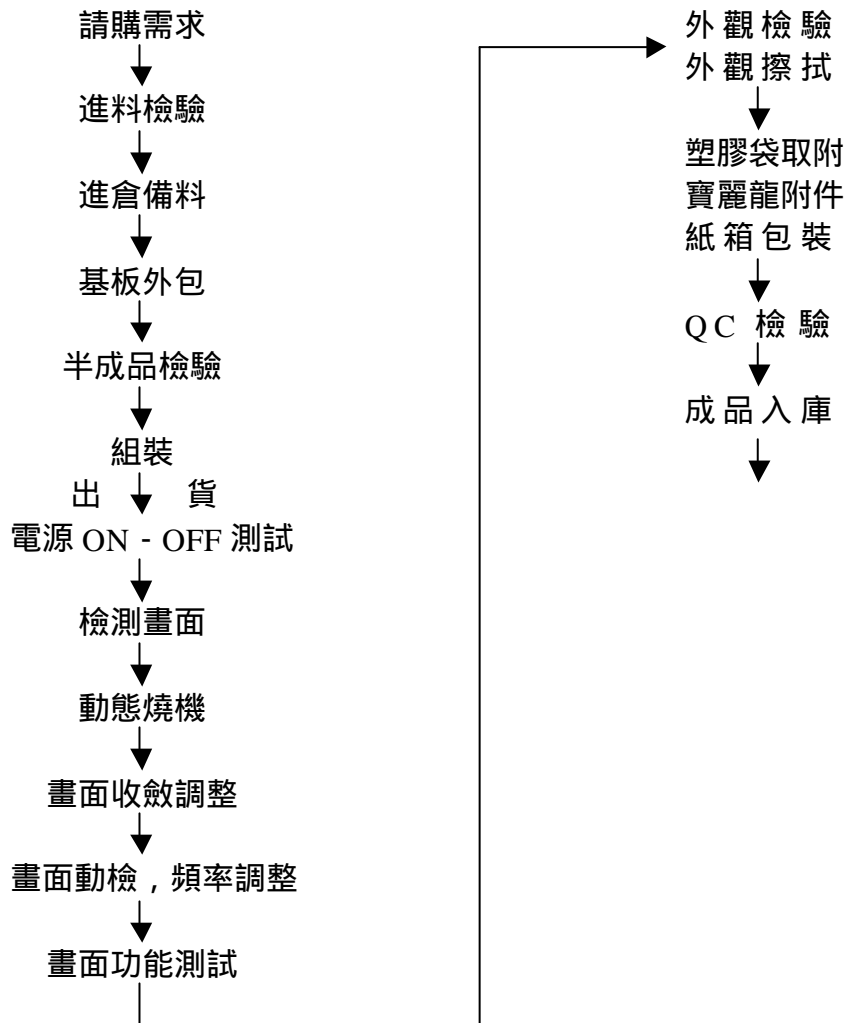 請購需求
進料檢驗
進倉備料
基板外包
半成品檢驗
組裝
出 貨
電源 ON - OFF 測試
檢測畫面
動態燒機
畫面收斂調整
畫面動檢，頻率調整
畫面功能測試
外觀檢驗
外觀擦拭
塑膠袋取附
寶麗龍附件
紙箱包裝
QC 檢驗
成品入庫